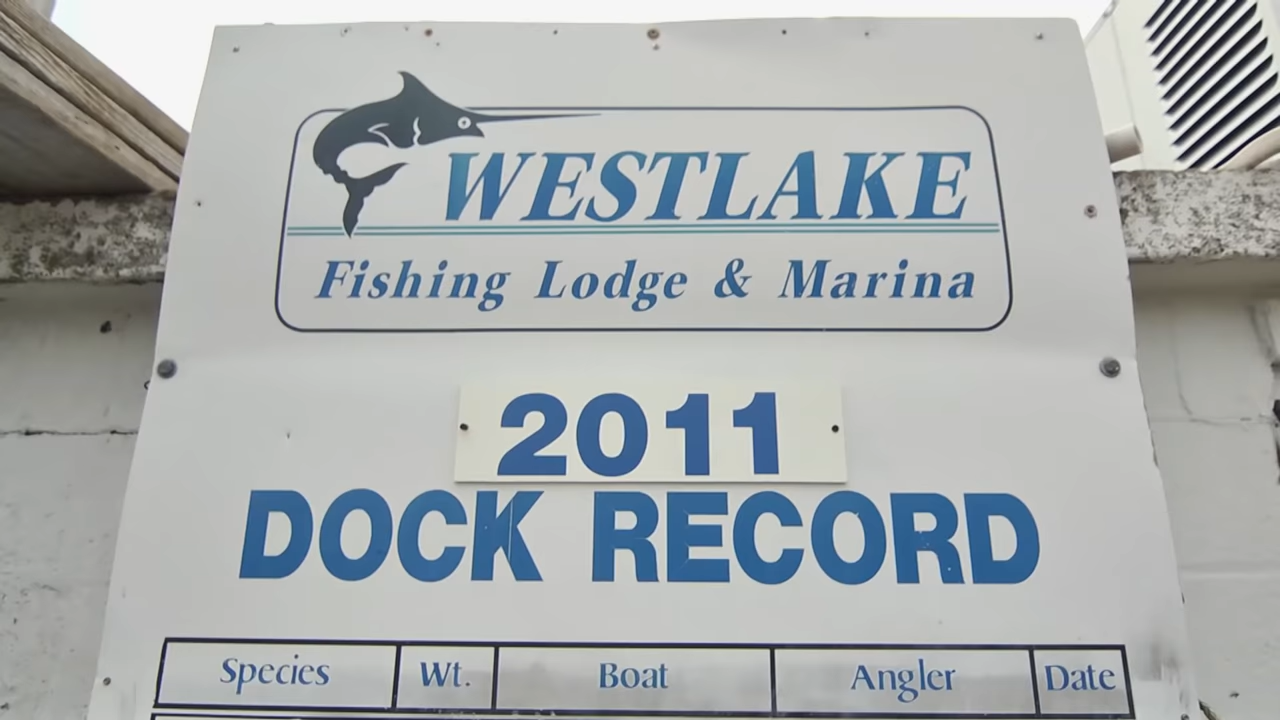 WESTLAKE
Fishing Lodge & Marina
2011
DOCK RECORD
Species Wt. Boat Angler Date